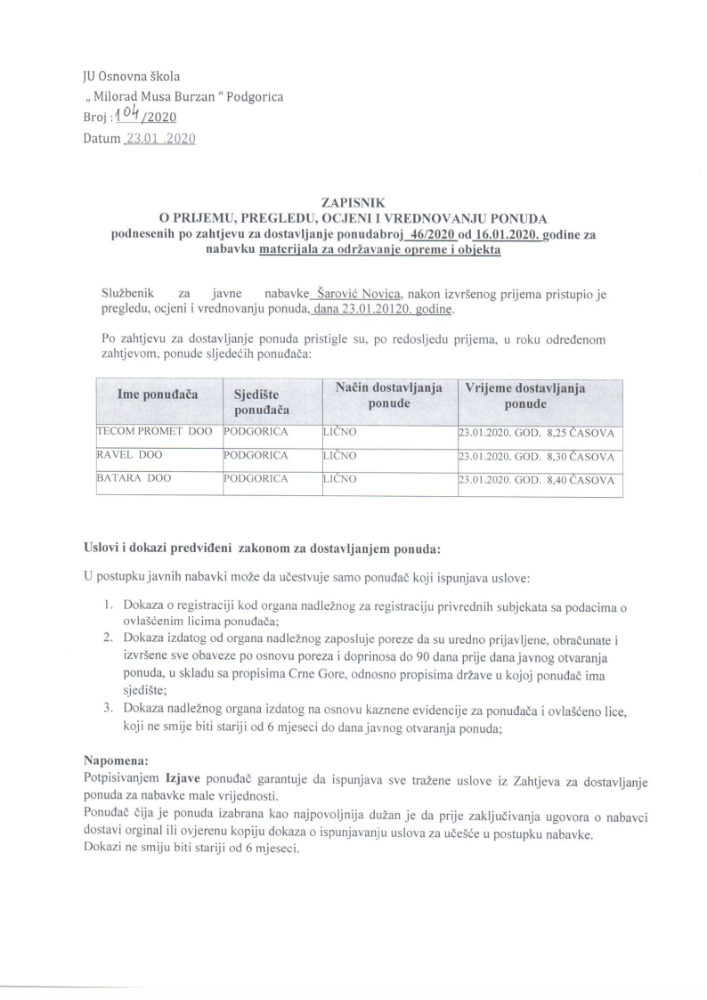 JU Osnovna škola
„ Milorad Musa Burzan “ Podgorica
Broj : 104/2020
Datum 23.01 .2020
ZAPISNIK
O PRIJEMU, PREGLEDU, OCJENI I VREDNOVANJU PONUDA
podnesenih po zahtjevu za dostavljanje ponudabroj 46/2020 od 16.01.2020. godine za
nabavku materijala za održavanje opreme i objekta
Službenik za javne nabavke Šarović Novica, nakon izvršenog prijema pristupio je
pregledu, ocjeni i vrednovanju ponuda, dana 23.01.20120. godine.
Po zahtjevu za dostavljanje ponuda pristigle su, po redosljedu prijema, u roku određenom
zahtjevom, ponude sljedećih ponuđača:
Ime ponuđača Sjedište ponuđača Način dostavljanja ponude Vrijeme dostavljanja ponude
TECOM PROMET DOO PODGORICA LIČNO 23.01.2020. GOD. 8,25 ČASOVA
RAVEL DOO PODGORICA LIČNO 23.01.2020. GOD. 8,30 ČASOVA
BATARA DOO PODGORICA LIČNO 23.01.2020. GOD. 8,40 ČASOVA
Uslovi i dokazi predviđeni zakonom za dostavljanjem ponuda:
U postupku javnih nabavki može da učestvuje samo ponuđač koji ispunjava uslove:
1. Dokaza o registraciji kod organa nadležnog za registraciju privrednih subjekata sa podacima o
ovlašćenim licima ponuđača;
2. Dokaza izdatog od organa nadležnog zaposluje poreze da su uredno prijavljene, obračunate i
izvršene sve obaveze po osnovu poreza i doprinosa do 90 dana prije dana javnog otvaranja
ponuda, u skladu sa propisima Crne Gore, odnosno propisima države u kojoj ponuđač ima
sjedište;
3. Dokaza nadležnog organa izdatog na osnovu kaznene evidencije za ponuđača i ovlašćeno lice,
koji ne smije biti stariji od 6 mjeseci do dana javnog otvaranja ponuda;
Napomena:
Potpisivanjem Izjave ponuđač garantuje da ispunjava sve tražene uslove iz Zahtjeva za dostavljanje
ponuda za nabavke male vrijednosti.
Ponuđač čija je ponuda izabrana kao najpovoljnija dužan je da prije zaključivanja ugovora o nabavci
dostavi orginal ili ovjerenu kopiju dokaza o ispunjavanju uslova za učešće u postupku nabavke.
Dokazi ne smiju biti stariji od 6 mjeseci.